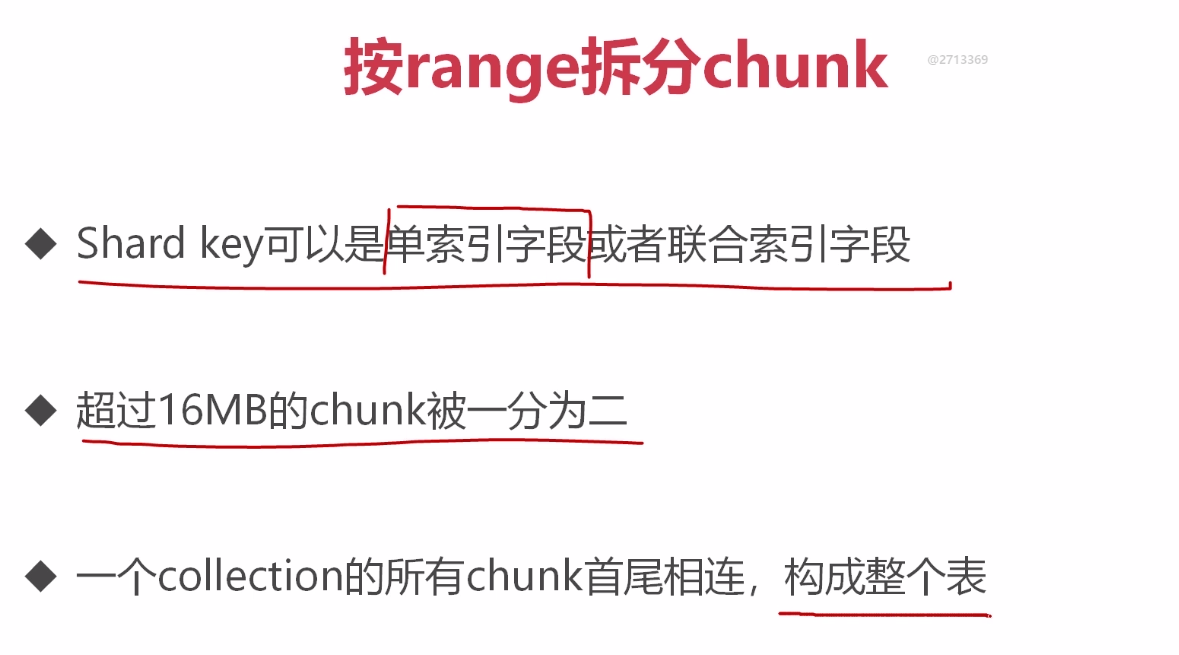 按range拆分chunk
@2713369
Shard key可以是单索引字段或者联合索引字段
超过16MB的chunk被一分为二
一个collection的所有chunk首尾相连，构成整个表